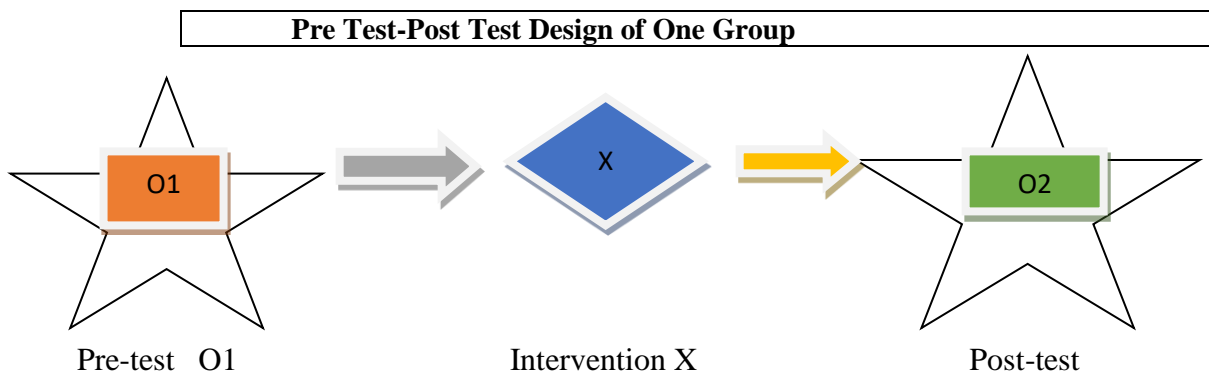 Pre Test-Post Test Design of One Group
O1 X O2
Pre-test O1 Intervention X Post-test